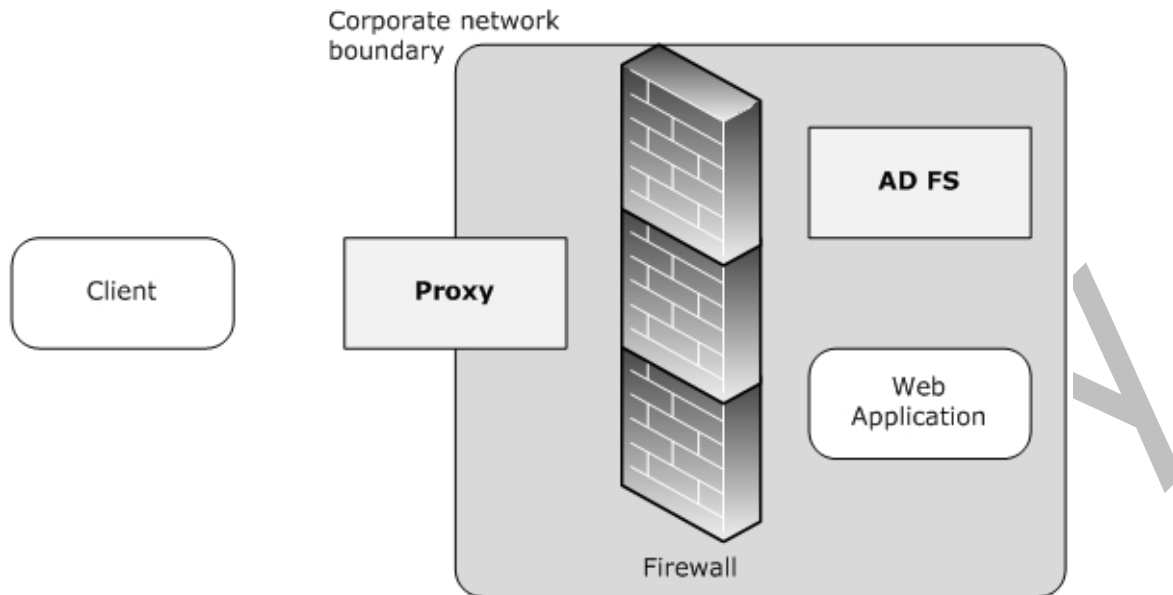 Corporate network
boundary
AD FS
Client
Proxy
Web
Application
Firewall